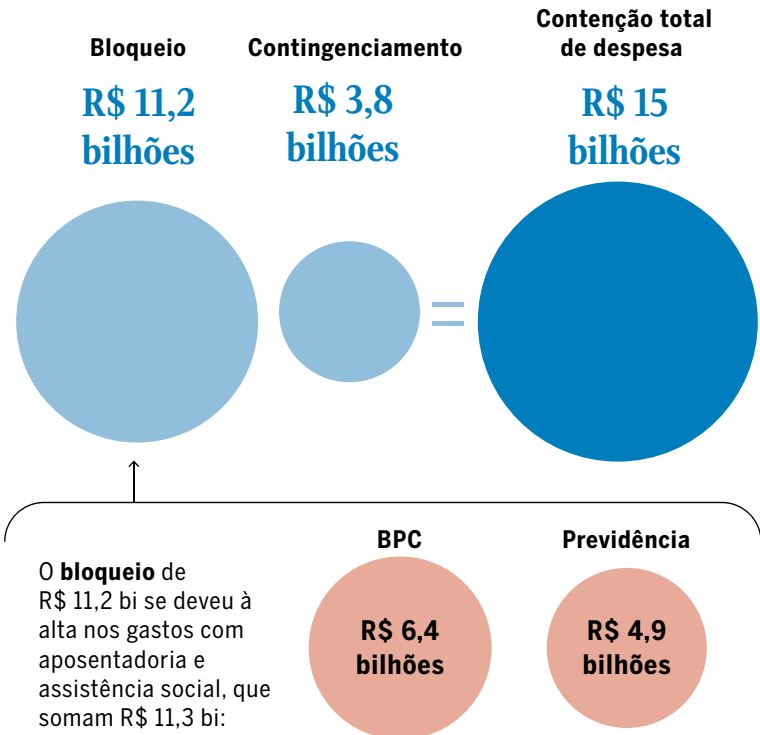 Bloqueio
R$ 11,2
bilhões
Contingenciamento
R$ 3,8
bilhões
Contenção total
de despesa
R$ 15
bilhões
=
O bloqueio de
R$ 11,2 bi se deveu à
alta nos gastos com
aposentadoria e
assistência social, que
somam R$ 11,3 bi:
BPC
R$ 6,4
bilhões
Previdência
R$ 4,9
bilhões